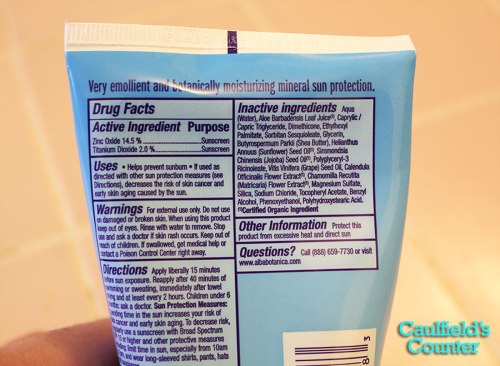 Very emollient and botanically moisturizing mineral sun protection.
Drug Facts
Active Ingredient Purpose
Zinc Oxide 14.5 % Sunscreen
Titanium Dioxide 2.0 % Sunscreen
Uses • Helps prevent sunburn • If used as
directed with other sun protection measures (see
Directions), decreases the risk of skin cancer and
early skin aging caused by the sun.
Warnings For external use only. Do not use
on damaged or broken skin. When using this product
keep out of eyes. Rinse with water to remove. Stop
use and ask a doctor if skin rash occurs. Keep out of
reach of children. If swallowed, get medical help or
contact a Poison Control Center right away.
Directions Apply liberally 15 minutes
before sun exposure. Reapply after 40 minutes of
swimming or sweating, immediately after towel
drying and at least every 2 hours. Children under 6
ask a doctor. Sun Protection Measures:
time in the sun increases your risk of
cancer and early skin aging. To decrease risk,
use a sunscreen with Broad Spectrum
15 or higher and other protective measures
limit time in sun, especially from 10am
and wear long-sleeved shirts, pants, hats
Inactive ingredients Aqua
(Water), Aloe Barbadensis Leaf Juice(1), Caprylic /
Capric Triglyceride, Dimethicone, Ethylhexyl
Palmitate, Sorbitan Sesquioleate, Glycerin,
Butyrospermum Parkii (Shea Butter), Helianthus
Annuus (Sunflower) Seed Oil(1), Simmondsia
Chinensis (Jojoba) Seed Oil(1), Polyglyceryl-3
Ricinoleate, Vitis Vinifera (Grape) Seed Oil, Calendula
Officinalis Flower Extract(1), Chamomilla Recutita
(Matricaria) Flower Extract(1), Magnesium Sulfate,
Silica, Sodium Chloride, Tocopheryl Acetate, Benzyl
Alcohol, Phenoxyethanol, Polyhydroxystearic Acid.
(1)Certified Organic Ingredient
Other Information Protect this
product from excessive heat and direct sun
Questions? Call (888) 659-7730 or visit
www.albabotanica.com
Caulfield's
Counter